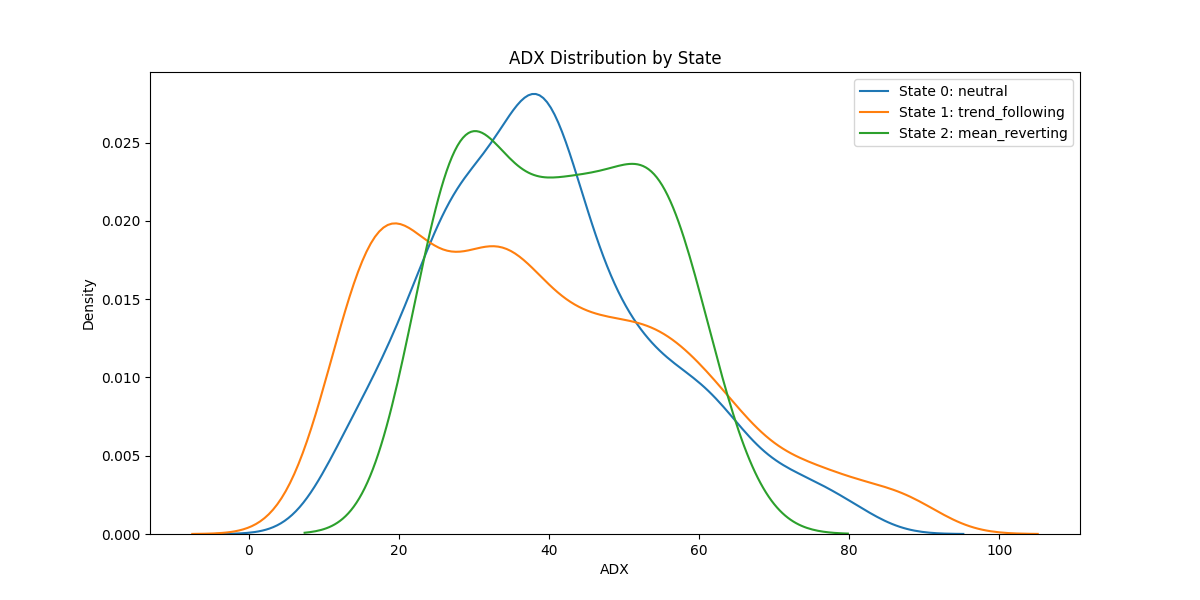 ADX Distribution by State
State 0: neutral
State 1: trend_following
State 2: mean_reverting
Density
0.025
0.020
0.015
0.010
0.005
0.000
0 20 40 60 80 100
ADX